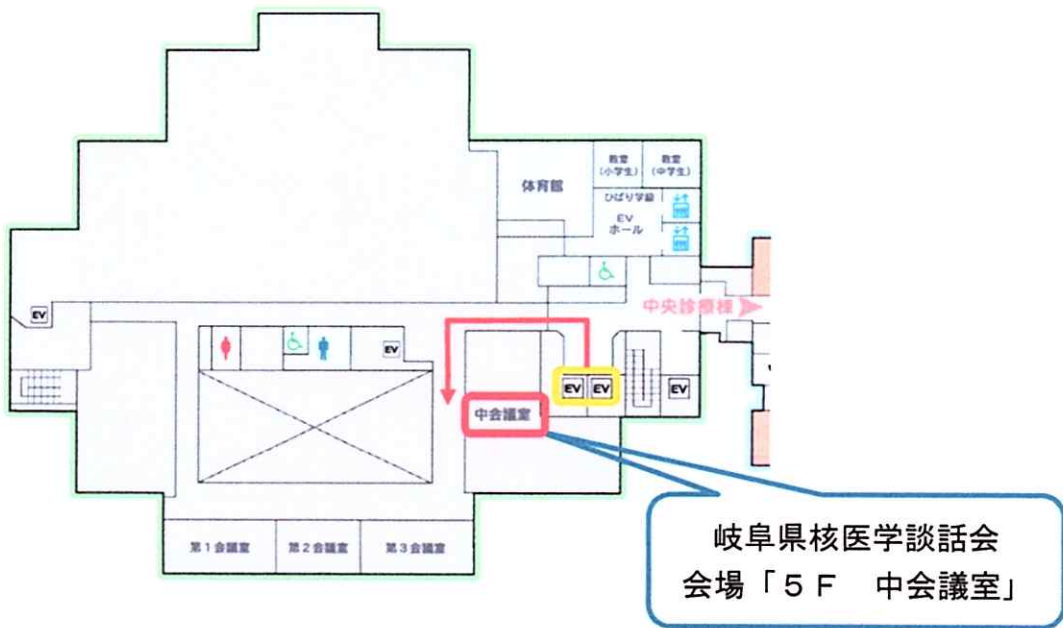 体育館
教室
(小学生)
教室
(中学生)
ひばり学級
EV
ホール
中央診療棟
EV
EV
EV
EV
EV
中会議室
第1会議室
第2会議室
第3会議室
岐阜県核医学談話会
会場「５Ｆ　中会議室」